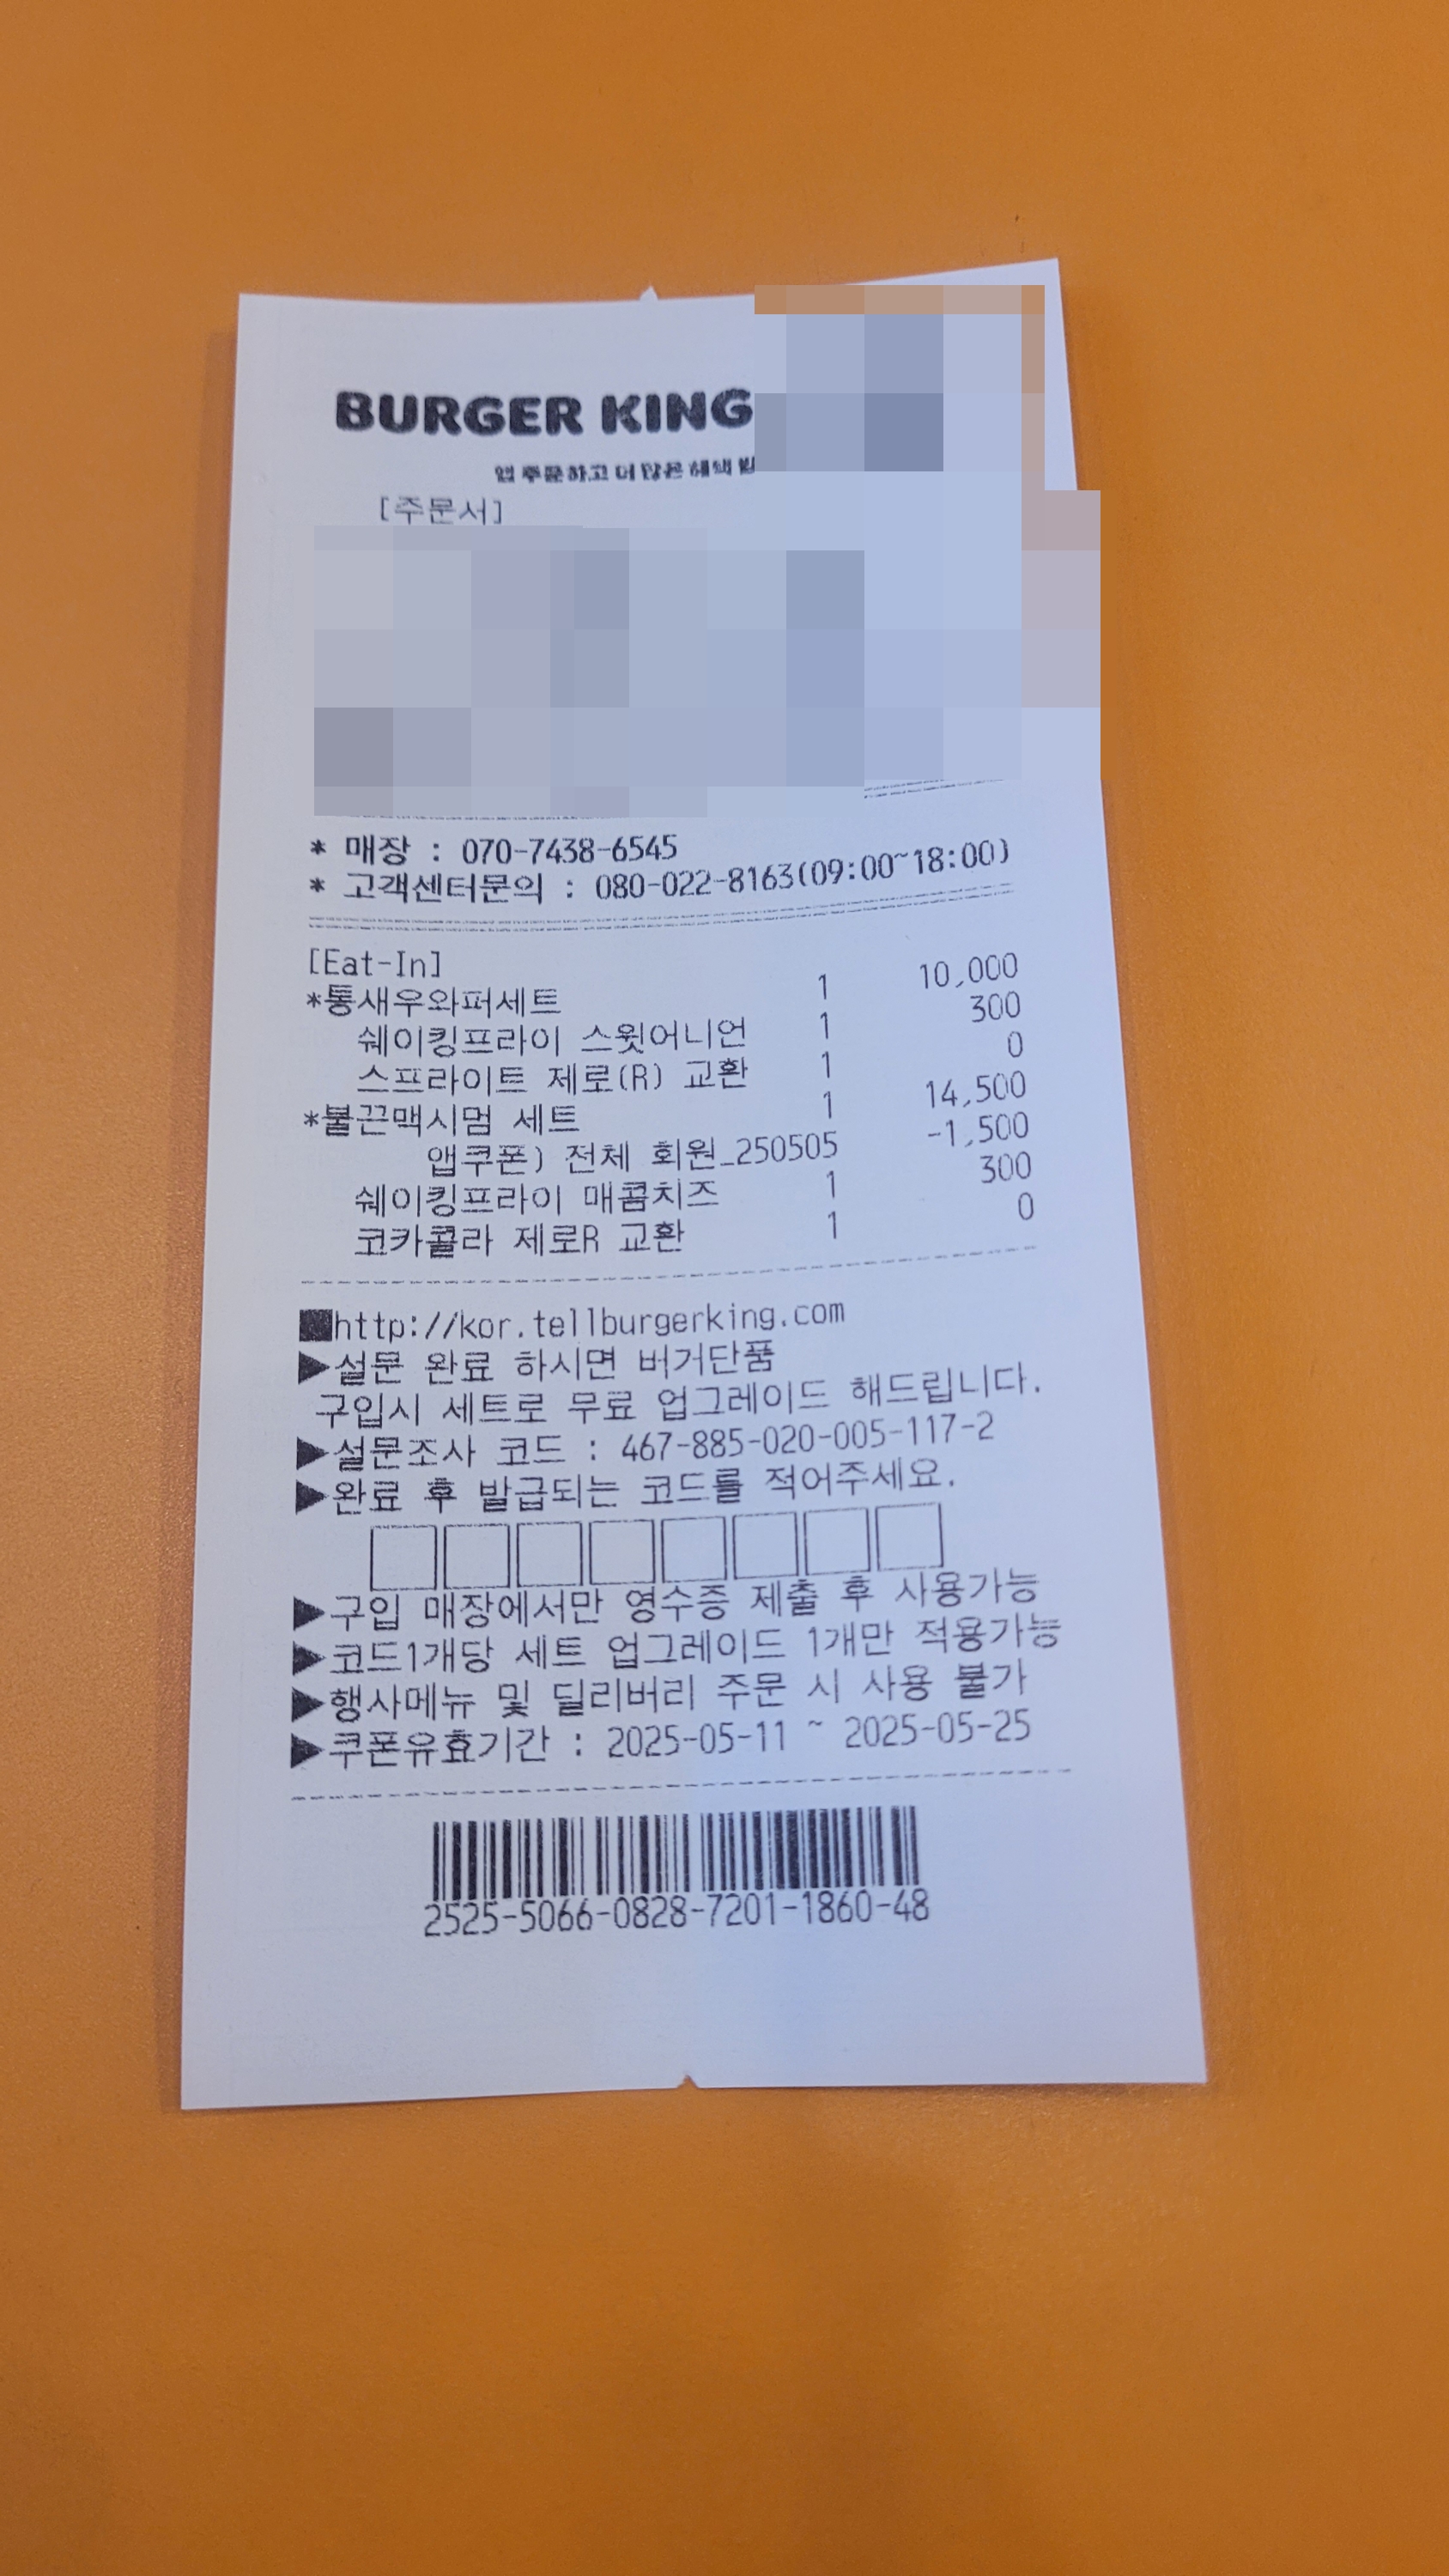 BURGER KING
앱 주문하고 더 많은 혜택
[주문서]
* 매장 : 070-7438-6545
* 고객센터문의 : 080-022-8163(09:00~18:00)
[Eat-In]
*통새우와퍼세트 1 10,000
쉐이킹프라이 스윗어니언 1 300
스프라이트 제로(R) 교환 1 0
*불끈맥시멈 세트 1 14,500
앱쿠폰) 전체 회원_250505 -1,500
쉐이킹프라이 매콤치즈 1 300
코카콜라 제로R 교환 1 0
■http://kor.tellburgerking.com
▶설문 완료 하시면 버거단품
구입시 세트로 무료 업그레이드 해드립니다.
▶설문조사 코드 : 467-885-020-005-117-2
▶완료 후 발급되는 코드를 적어주세요.
▶구입 매장에서만 영수증 제출 후 사용가능
▶코드1개당 세트 업그레이드 1개만 적용가능
▶행사메뉴 및 딜리버리 주문 시 사용 불가
▶쿠폰유효기간 : 2025-05-11 ~ 2025-05-25
2525-5066-0828-7201-1860-48